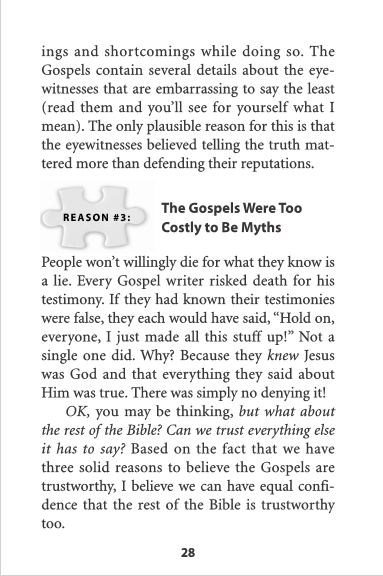 ings and shortcomings while doing so. The
Gospels contain several details about the eye-
witnesses that are embarrassing to say the least
(read them and you’ll see for yourself what I
mean). The only plausible reason for this is that
the eyewitnesses believed telling the truth mat-
tered more than defending their reputations.
REASON #3:
The Gospels Were Too
Costly to Be Myths
People won’t willingly die for what they know is
a lie. Every Gospel writer risked death for his
testimony. If they had known their testimonies
were false, they each would have said, “Hold on,
everyone, I just made all this stuff up!” Not a
single one did. Why? Because they knew Jesus
was God and that everything they said about
Him was true. There was simply no denying it!
OK, you may be thinking, but what about
the rest of the Bible? Can we trust everything else
it has to say? Based on the fact that we have
three solid reasons to believe the Gospels are
trustworthy, I believe we can have equal confi-
dence that the rest of the Bible is trustworthy
too.
28